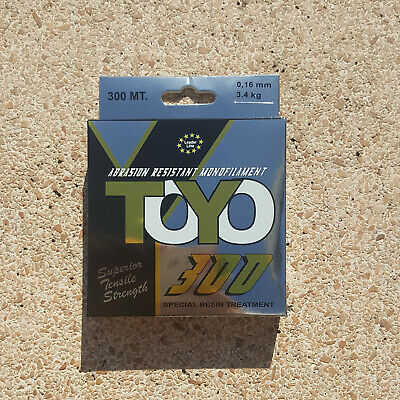 300 MT.
0,16 mm
3.4 kg
Leader
Line
ABRASION RESISTANT MONOFILAMENT
TOYO
300
Superior
Tensile
Strength
SPECIAL RESIN TREATMENT